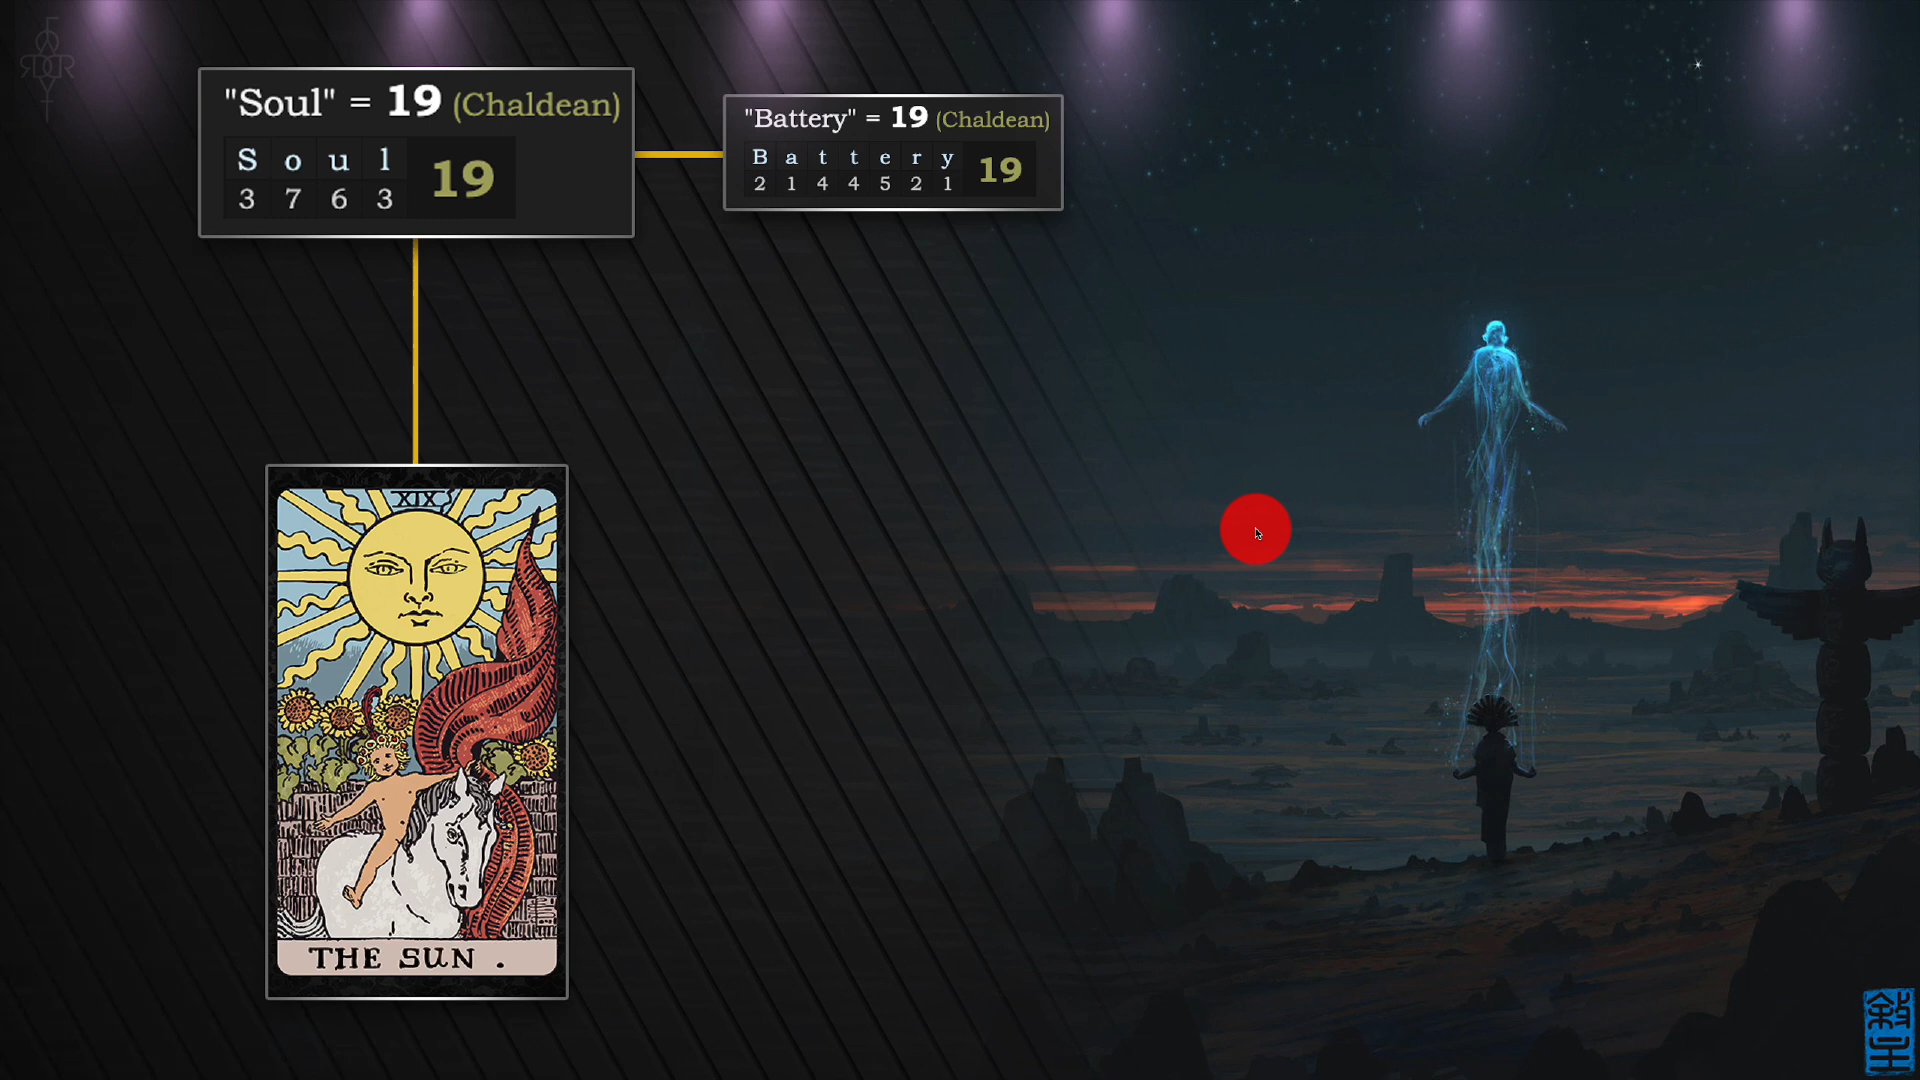 "Soul" = 19 (Chaldean)
S o u l 19
3 7 6 3
"Battery" = 19 (Chaldean)
B a t t e r y 19
2 1 4 4 5 2 1
XIX
THE SUN .